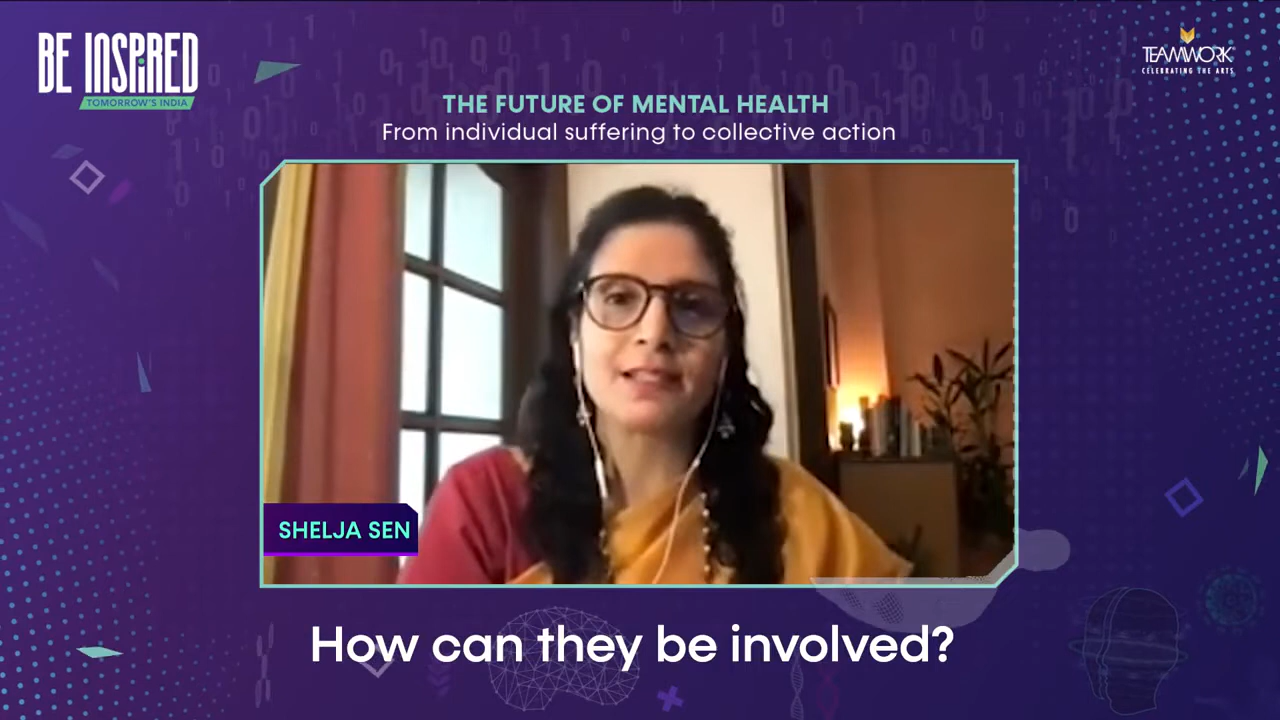 BE INSPIRED
TOMORROW'S INDIA
TEAMWORK
CELEBRATING THE ARTS
THE FUTURE OF MENTAL HEALTH
From individual suffering to collective action
SHELJA SEN
How can they be involved?